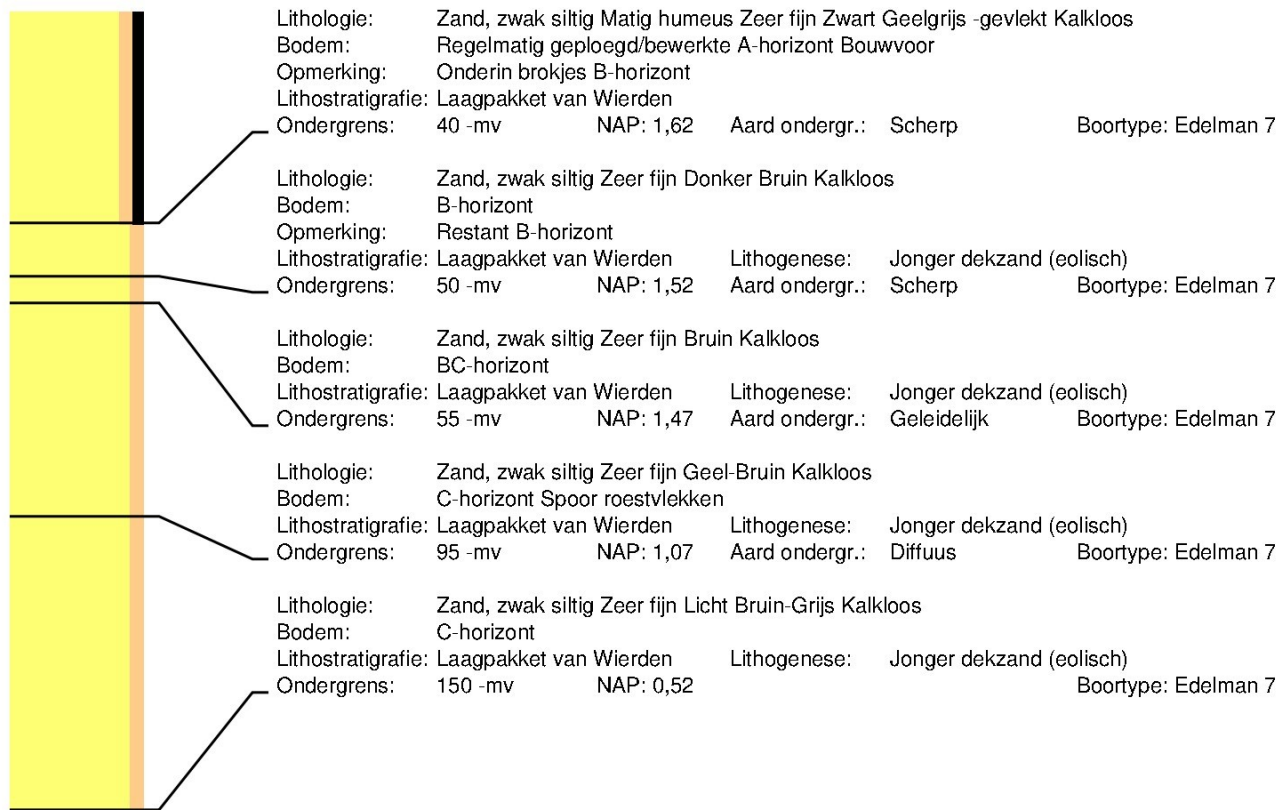 Lithologie: Zand, zwak siltig Matig humeus Zeer fijn Zwart Geelgrijs -gevlekt Kalkloos
Bodem: Regelmatig geploegd/bewerkte A-horizont Bouwvoor
Opmerking: Onderin brokjes B-horizont
Lithostratigrafie: Laagpakket van Wierden
Ondergrens: 40 -mv NAP: 1,62 Aard ondergr.: Scherp Boortype: Edelman 7
Lithologie: Zand, zwak siltig Zeer fijn Donker Bruin Kalkloos
Bodem: B-horizont
Opmerking: Restant B-horizont
Lithostratigrafie: Laagpakket van Wierden Lithogenese: Jonger dekzand (eolisch)
Ondergrens: 50 -mv NAP: 1,52 Aard ondergr.: Scherp Boortype: Edelman 7
Lithologie: Zand, zwak siltig Zeer fijn Bruin Kalkloos
Bodem: BC-horizont
Lithostratigrafie: Laagpakket van Wierden Lithogenese: Jonger dekzand (eolisch)
Ondergrens: 55 -mv NAP: 1,47 Aard ondergr.: Geleidelijk Boortype: Edelman 7
Lithologie: Zand, zwak siltig Zeer fijn Geel-Bruin Kalkloos
Bodem: C-horizont Spoor roestvlekken
Lithostratigrafie: Laagpakket van Wierden Lithogenese: Jonger dekzand (eolisch)
Ondergrens: 95 -mv NAP: 1,07 Aard ondergr.: Diffuus Boortype: Edelman 7
Lithologie: Zand, zwak siltig Zeer fijn Licht Bruin-Grijs Kalkloos
Bodem: C-horizont
Lithostratigrafie: Laagpakket van Wierden Lithogenese: Jonger dekzand (eolisch)
Ondergrens: 150 -mv NAP: 0,52 Boortype: Edelman 7